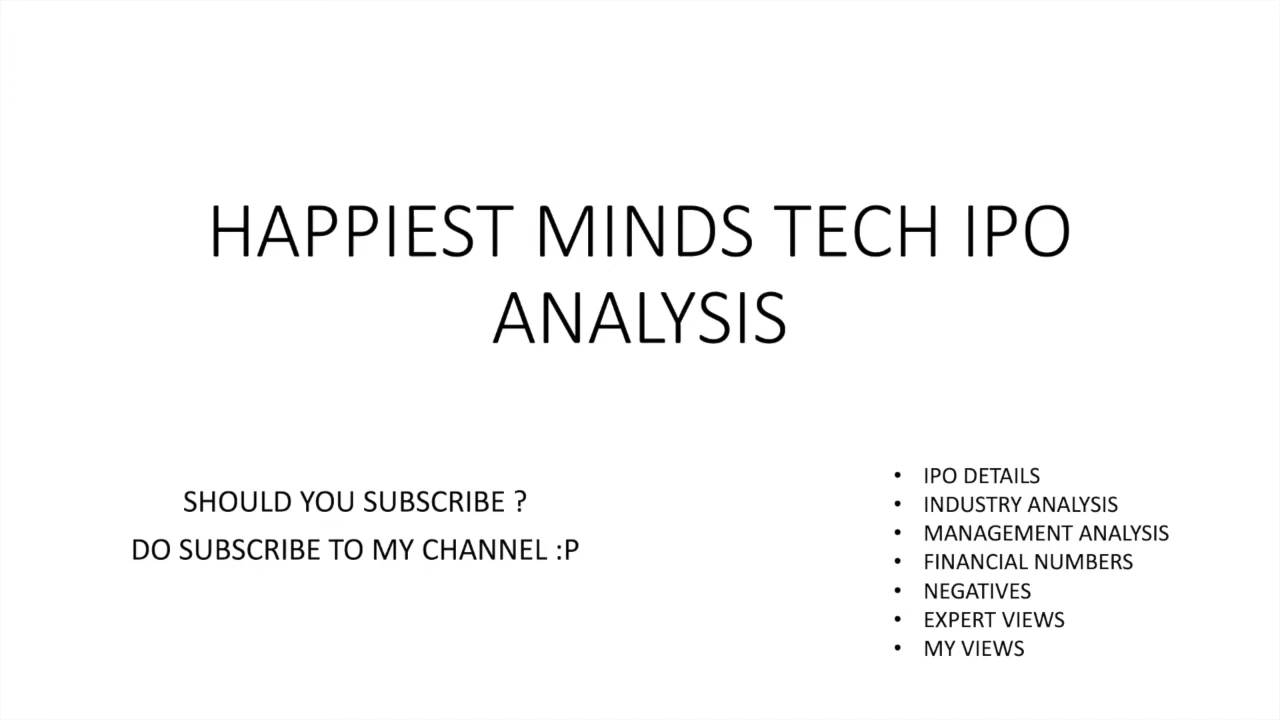 HAPPIEST MINDS TECH IPO
ANALYSIS
SHOULD YOU SUBSCRIBE ?
DO SUBSCRIBE TO MY CHANNEL :P
• IPO DETAILS
• INDUSTRY ANALYSIS
• MANAGEMENT ANALYSIS
• FINANCIAL NUMBERS
• NEGATIVES
• EXPERT VIEWS
• MY VIEWS